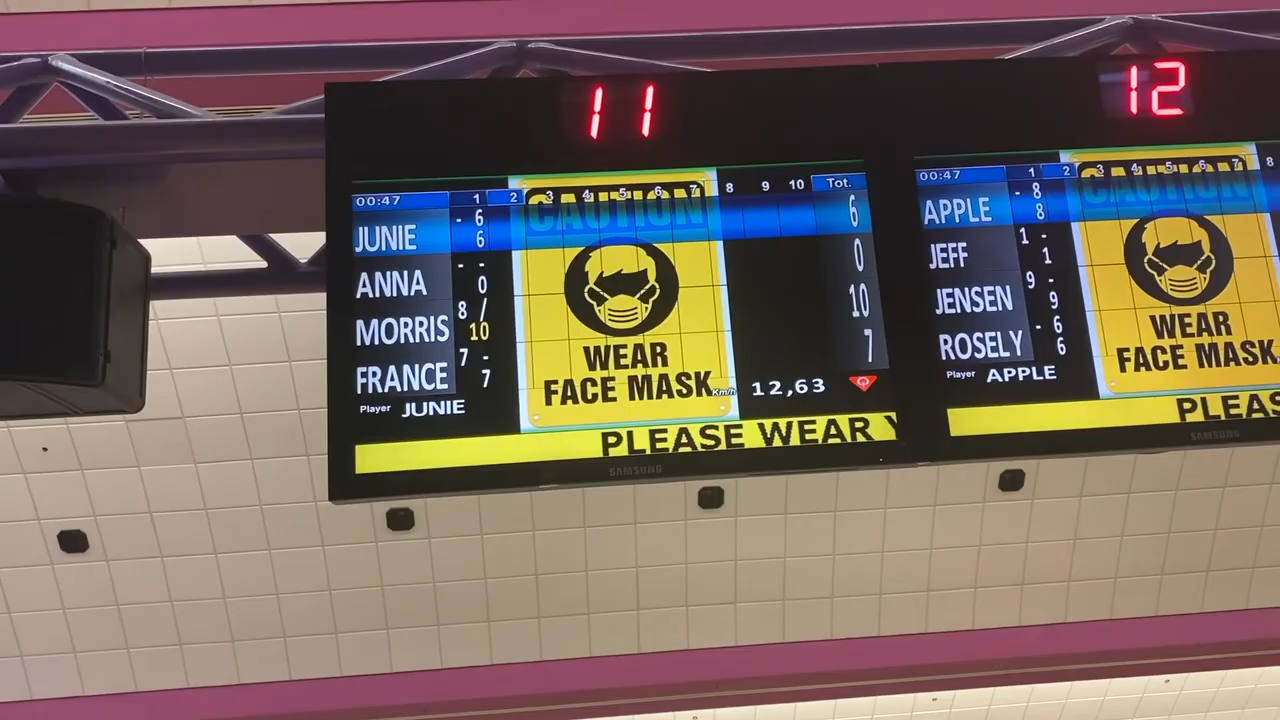 11
00:47 1 2 3 4 5 6 7 8 9 10 Tot.
CAUTION
JUNIE - 6 6 6
ANNA - - 0 0
MORRIS 8 / 10 10
FRANCE 7 - 7 7
WEAR
FACE MASK
Km/h 12,63
Player JUNIE
PLEASE WEAR Y
SAMSUNG
12
00:47 1 2 3 4 5 6 7 8
CAUTION
APPLE - 8 8
JEFF 1 - 1
JENSEN 9 - 9
ROSELY - 6 6
WEAR
FACE MASK
Player APPLE
PLEAS
SAMSUNG